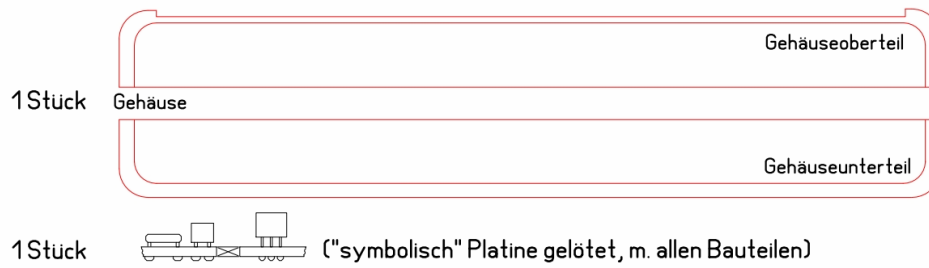 Gehäuseoberteil
1 Stück Gehäuse
Gehäuseunterteil
1 Stück ("symbolisch" Platine gelötet, m. allen Bauteilen)